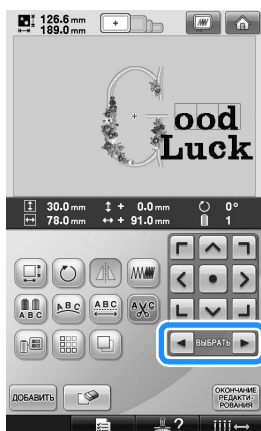 126.6 mm
189.0 mm
ood
Luck
30.0 mm + 0.0 mm 0°
78.0 mm + 91.0 mm 1
A B C
A B C
A B C
ВЫБРАТЬ
ДОБАВИТЬ
ОКОНЧАНИЕ
РЕДАКТИ-
РОВАНИЯ
?